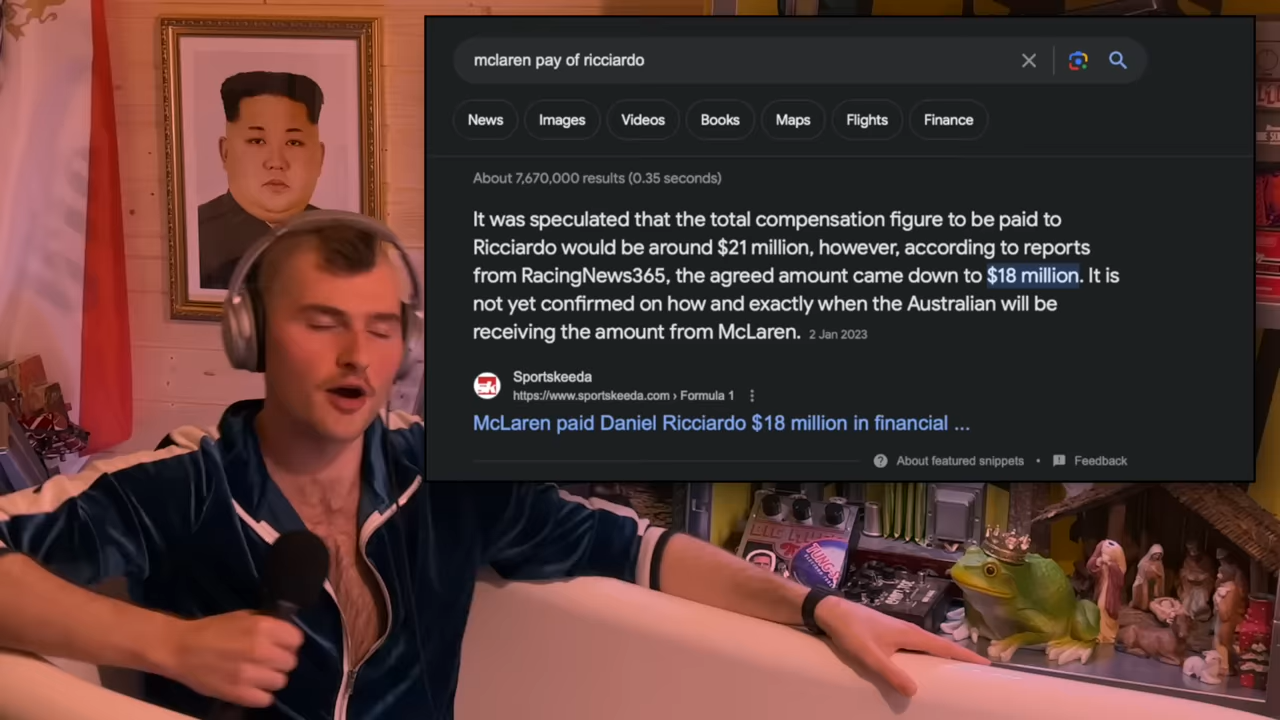 mclaren pay of ricciardo
News Images Videos Books Maps Flights Finance
About 7,670,000 results (0.35 seconds)
It was speculated that the total compensation figure to be paid to
Ricciardo would be around $21 million, however, according to reports
from RacingNews365, the agreed amount came down to $18 million. It is
not yet confirmed on how and exactly when the Australian will be
receiving the amount from McLaren. 2 Jan 2023
Sportskeeda
https://www.sportskeeda.com › Formula 1
McLaren paid Daniel Ricciardo $18 million in financial ...
About featured snippets • Feedback